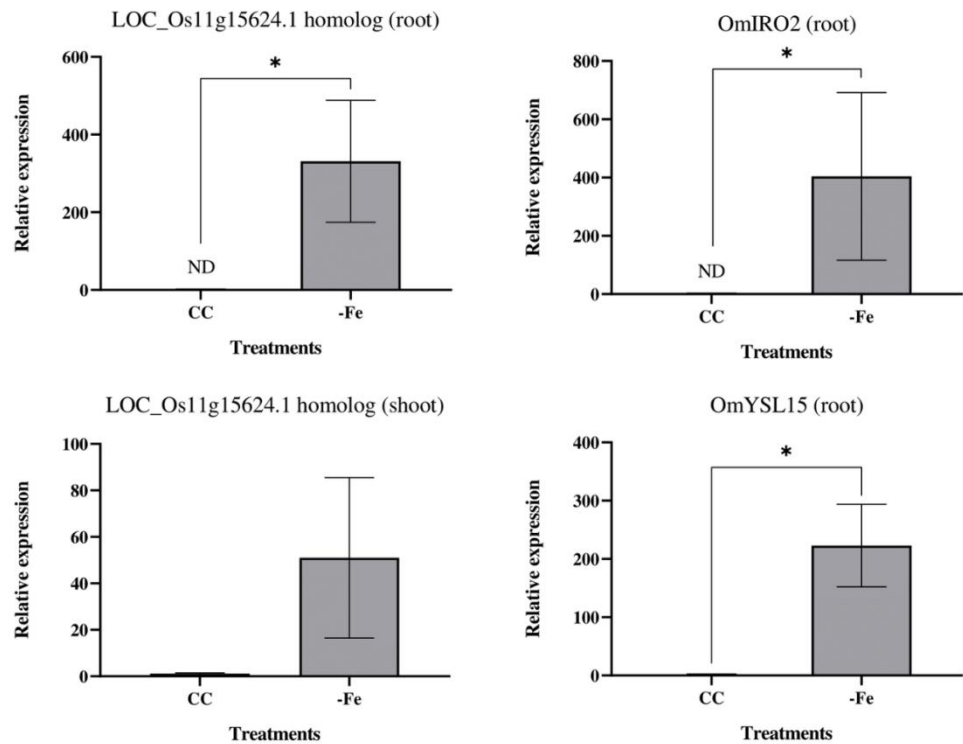 LOC_Os11g15624.1 homolog (root)
Relative expression
600
400
200
0
*
ND
CC
-Fe
Treatments
OmIRO2 (root)
Relative expression
800
600
400
200
0
*
ND
CC
-Fe
Treatments
LOC_Os11g15624.1 homolog (shoot)
Relative expression
100
80
60
40
20
0
CC
-Fe
Treatments
OmYSL15 (root)
Relative expression
400
300
200
100
0
*
CC
-Fe
Treatments